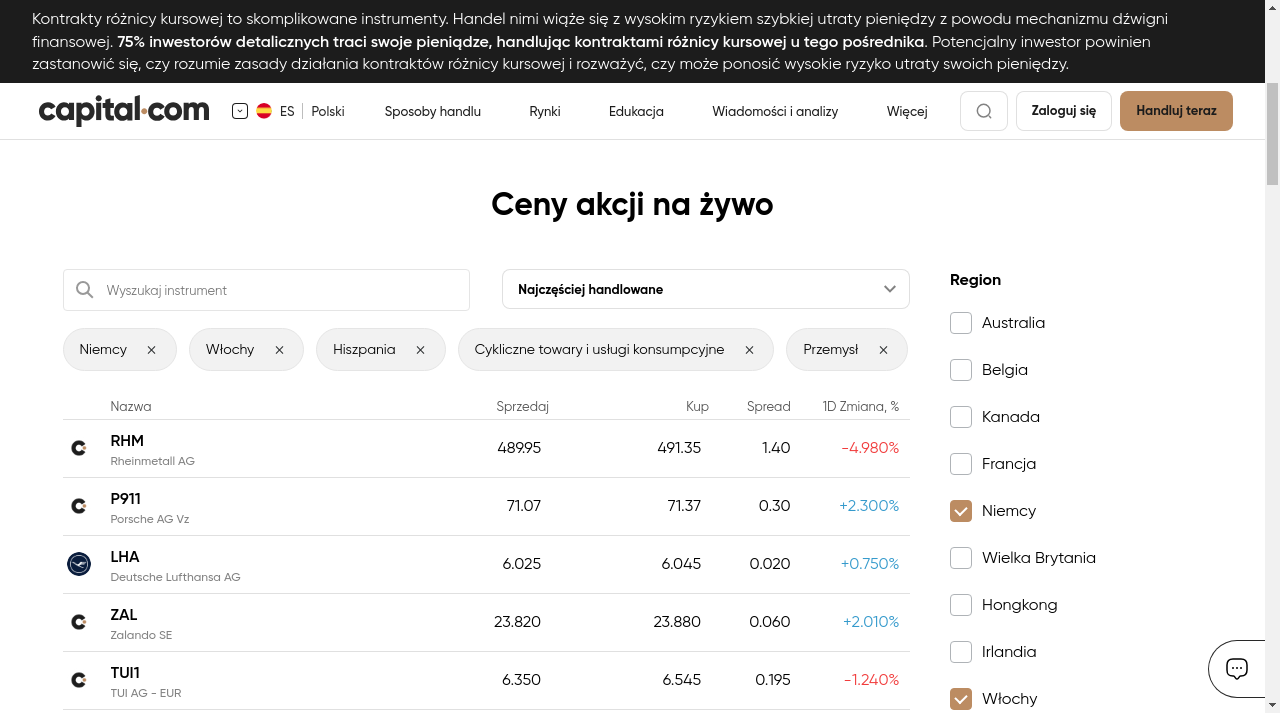 Kontrakty różnicy kursowej to skomplikowane instrumenty. Handel nimi wiąże się z wysokim ryzykiem szybkiej utraty pieniędzy z powodu mechanizmu dźwigni
finansowej. 75% inwestorów detalicznych traci swoje pieniądze, handlując kontraktami różnicy kursowej u tego pośrednika. Potencjalny inwestor powinien
zastanowić się, czy rozumie zasady działania kontraktów różnicy kursowej i rozważyć, czy może ponosić wysokie ryzyko utraty swoich pieniędzy.
capital.com ES Polski Sposoby handlu Rynki Edukacja Wiadomości i analizy Więcej Zaloguj się Handluj teraz
Ceny akcji na żywo
Wyszukaj instrument Najczęściej handlowane
Niemcy Włochy Hiszpania Cykliczne towary i usługi konsumpcyjne Przemysł
Nazwa Sprzedaj Kup Spread 1D Zmiana, %
RHM 489.95 491.35 1.40 -4.980%
Rheinmetall AG
P911 71.07 71.37 0.30 +2.300%
Porsche AG Vz
LHA 6.025 6.045 0.020 +0.750%
Deutsche Lufthansa AG
ZAL 23.820 23.880 0.060 +2.010%
Zalando SE
TUI1 6.350 6.545 0.195 -1.240%
TUI AG - EUR
Region
Australia
Belgia
Kanada
Francja
Niemcy
Wielka Brytania
Hongkong
Irlandia
Włochy